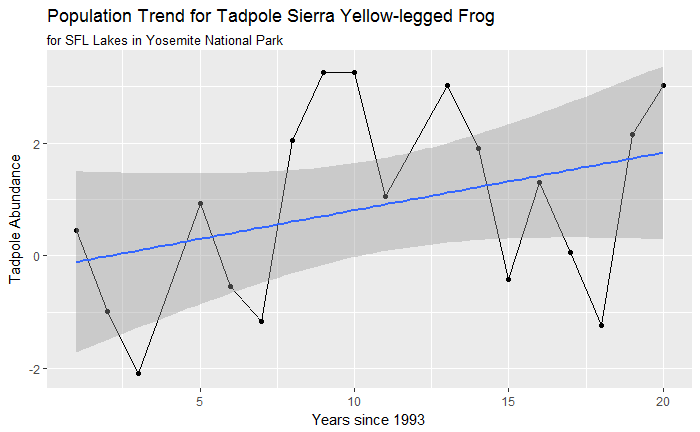 Population Trend for Tadpole Sierra Yellow-legged Frog
for SFL Lakes in Yosemite National Park
Tadpole Abundance
2
0
-2
5
10
15
20
Years since 1993